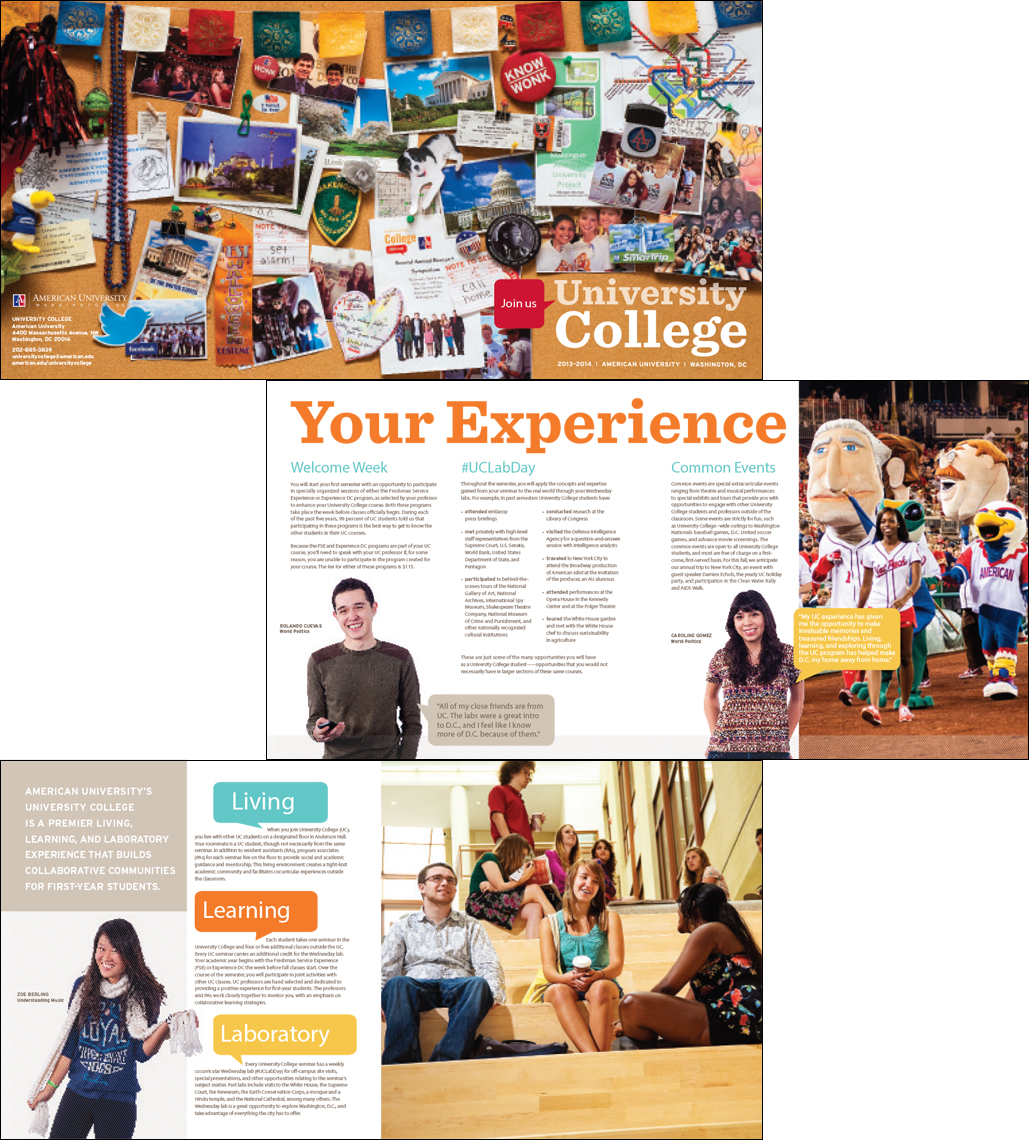 WONK
KNOW
WONK
I Voted
NOTE TO
set
alarm!
College
NOTE TO SELF
call
home
SmarTrip
facebook
COSTUME
AMERICAN UNIVERSITY
WASHINGTON, DC
UNIVERSITY COLLEGE
American University
4400 Massachusetts Avenue, NW
Washington, DC 20016
202-885-3839
universitycollege@american.edu
american.edu/universitycollege
Join us
University
College
2013–2014 | AMERICAN UNIVERSITY | WASHINGTON, DC
Your Experience
Welcome Week
You will start your first semester with an opportunity to participate
in specially organized sessions of either the Freshman Service
Experience or Experience DC program, as selected by your professor
to enhance your University College course. Both these programs
take place the week before classes officially begin. During each
of the past five years, 99 percent of UC students told us that
participating in these programs is the best way to get to know the
other students in their UC courses.
Because the FSE and Experience DC programs are part of your UC
course, you'll need to speak with your UC professor if, for some
reason, you are unable to participate in the program created for
your course. The fee for either of these programs is $115.
ROLANDO CUEVAS
World Politics
#UCLabDay
Throughout the semester, you will apply the concepts and expertise
gained from your seminar to the real world through your Wednesday
labs. For example, in past semesters University College students have
• attended embassy
press briefings
• met privately with high-level
staff representatives from the
Supreme Court, U.S. Senate,
World Bank, United States
Department of State, and
Pentagon
• participated in behind-the-
scenes tours of the National
Gallery of Art, National
Archives, International Spy
Museum, Shakespeare Theatre
Company, National Museum
of Crime and Punishment, and
other nationally recognized
cultural institutions
• conducted research at the
Library of Congress
• visited the Defense Intelligence
Agency for a question-and-answer
session with intelligence analysts
• traveled to New York City to
attend the Broadway production
of American Idiot at the invitation
of the producer, an AU alumnus
• attended performances at the
Opera House in the Kennedy
Center and at the Folger Theatre
• toured the White House garden
and met with the White House
chef to discuss sustainability
in agriculture
These are just some of the many opportunities you will have
as a University College student—opportunities that you would not
necessarily have in larger sections of these same courses.
"All of my close friends are from
UC. The labs were a great intro
to D.C., and I feel like I know
more of D.C. because of them."
Common Events
Common events are special extracurricular events
ranging from theatre and musical performances
to special exhibits and tours that provide you with
opportunities to engage with other University
College students and professors outside of the
classroom. Some events are strictly for fun, such
as University College–wide outings to Washington
Nationals baseball games, D.C. United soccer
games, and advance movie screenings. The
common events are open to all University College
students, and most are free of charge on a first-
come, first-served basis. For this fall, we anticipate
our annual trip to New York City, an event with
guest speaker Damien Echols, the yearly UC holiday
party, and participation in the Clean Water Rally
and AIDS Walk.
CAROLINE GOMEZ
World Politics
AMERICAN
"My UC experience has given
me the opportunity to make
invaluable memories and
treasured friendships. Living,
learning, and exploring through
the UC program has helped make
D.C. my home away from home."
AMERICAN UNIVERSITY'S
UNIVERSITY COLLEGE
IS A PREMIER LIVING,
LEARNING, AND LABORATORY
EXPERIENCE THAT BUILDS
COLLABORATIVE COMMUNITIES
FOR FIRST-YEAR STUDENTS.
ZOE BERLING
Understanding Music
LOYAL
Living
When you join University College (UC),
you live with other UC students on a designated floor in Anderson Hall.
Your roommate is a UC student, though not necessarily from the same
seminar. In addition to resident assistants (RAs), program associates
(PAs) for each seminar live on the floor to provide social and academic
guidance and mentorship. This living environment creates a tight-knit
academic community and facilitates cocurricular experiences outside
the classroom.
Learning
Each student takes one seminar in the
University College and four or five additional classes outside the UC.
Every UC seminar carries an additional credit for the Wednesday lab.
Your academic year begins with the Freshman Service Experience
(FSE) or Experience DC the week before fall classes start. Over the
course of the semester, you will participate in joint activities with
other UC classes. UC professors are hand selected and dedicated to
providing a positive experience for first-year students. The professors
and PAs work closely together to mentor you, with an emphasis on
collaborative learning strategies.
Laboratory
Every University College seminar has a weekly
cocurricular Wednesday lab (#UCLabDay) for off-campus site visits,
special presentations, and other opportunities relating to the seminar's
subject matter. Past labs include visits to the White House, the Supreme
Court, the Newseum, the Earth Conservation Corps, a mosque and a
Hindu temple, and the National Cathedral, among many others. The
Wednesday lab is a great opportunity to explore Washington, D.C., and
take advantage of everything the city has to offer.